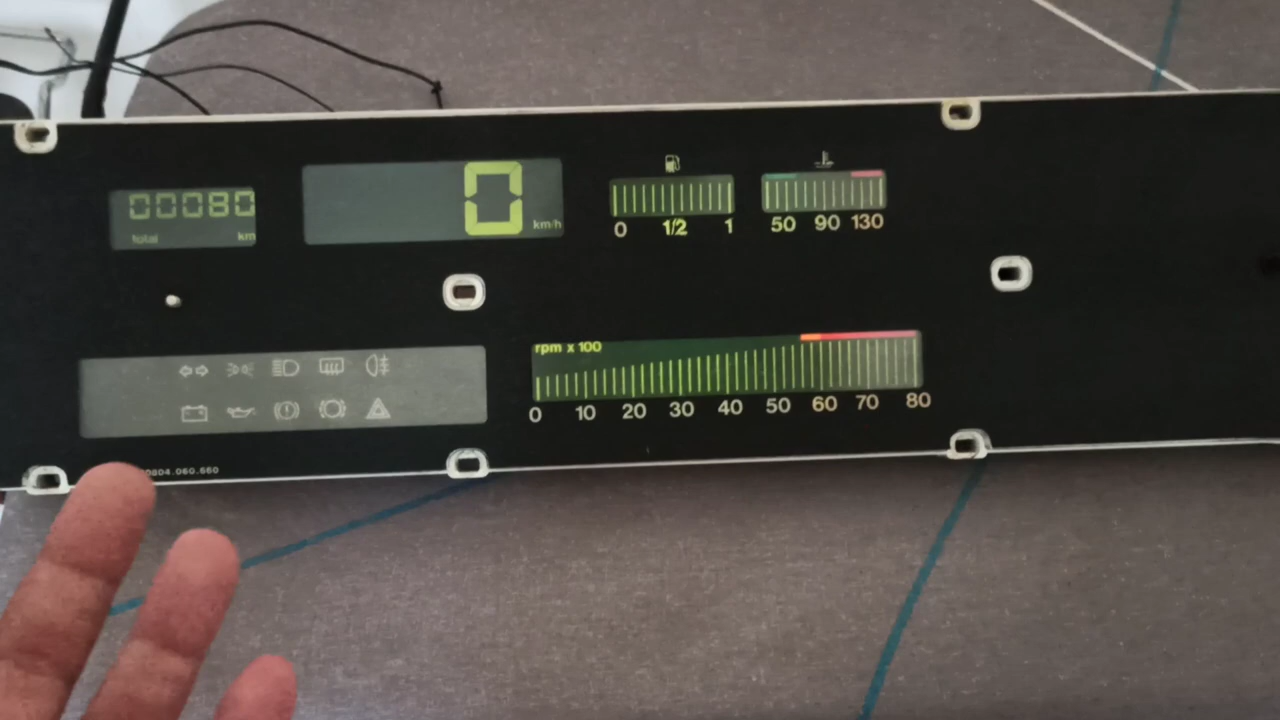 00080
total km
0 km/h
0 1/2 1
50 90 130
rpm x 100
0 10 20 30 40 50 60 70 80
0804.060.660